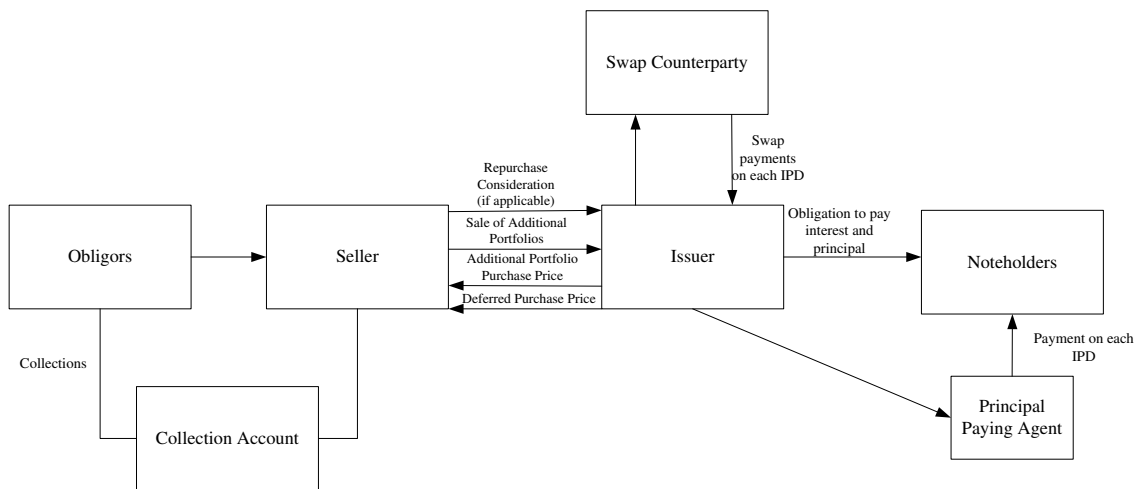 Swap Counterparty
Swap
payments
on each IPD
Repurchase
Consideration
(if applicable)
Sale of Additional
Portfolios
Additional Portfolio
Purchase Price
Deferred Purchase Price
Obligors
Seller
Issuer
Obligation to pay
interest and
principal
Noteholders
Collections
Collection Account
Payment on each
IPD
Principal
Paying Agent